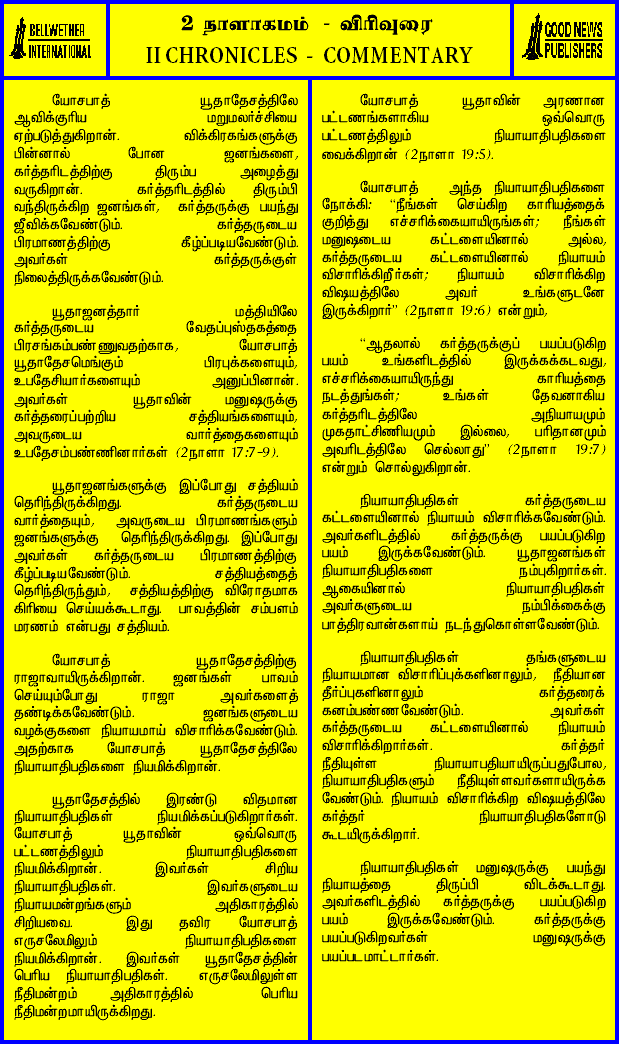 BELLWETHER
INTERNATIONAL
2 நாளாகமம் - விரிவுரை
II CHRONICLES - COMMENTARY
GOOD NEWS
PUBLISHERS
யோசபாத் யூதாதேசத்திலே
ஆவிக்குரிய மறுமலர்ச்சியை
ஏற்படுத்துகிறான். விக்கிரகங்களுக்கு
பின்னால் போன ஜனங்களை,
கர்த்தரிடத்திற்கு திரும்ப அழைத்து
வருகிறான். கர்த்தரிடத்தில் திரும்பி
வந்திருக்கிற ஜனங்கள், கர்த்தருக்கு பயந்து
ஜீவிக்கவேண்டும். கர்த்தருடைய
பிரமாணத்திற்கு கீழ்ப்படியவேண்டும்.
அவர்கள் கர்த்தருக்குள்
நிலைத்திருக்கவேண்டும்.
யூதாஜனத்தார் மத்தியிலே
கர்த்தருடைய வேதப்புஸ்தகத்தை
பிரசங்கம்பண்ணுவதற்காக, யோசபாத்
யூதாதேசமெங்கும் பிரபுக்களையும்,
உபதேசியார்களையும் அனுப்பினான்.
அவர்கள் யூதாவின் மனுஷருக்கு
கர்த்தரைப்பற்றிய சத்தியங்களையும்,
அவருடைய வார்த்தைகளையும்
உபதேசம்பண்ணினார்கள் (2நாளா 17:7-9).
யூதாஜனங்களுக்கு இப்போது சத்தியம்
தெரிந்திருக்கிறது. கர்த்தருடைய
வார்த்தையும், அவருடைய பிரமாணங்களும்
ஜனங்களுக்கு தெரிந்திருக்கிறது. இப்போது
அவர்கள் கர்த்தருடைய பிரமாணத்திற்கு
கீழ்ப்படியவேண்டும். சத்தியத்தைத்
தெரிந்திருந்தும், சத்தியத்திற்கு விரோதமாக
கிரியை செய்யக்கூடாது. பாவத்தின் சம்பளம்
மரணம் என்பது சத்தியம்.
யோசபாத் யூதாதேசத்திற்கு
ராஜாவாயிருக்கிறான். ஜனங்கள் பாவம்
செய்யும்போது ராஜா அவர்களைத்
தண்டிக்கவேண்டும். ஜனங்களுடைய
வழக்குகளை நியாயமாய் விசாரிக்கவேண்டும்.
அதற்காக யோசபாத் யூதாதேசத்திலே
நியாயாதிபதிகளை நியமிக்கிறான்.
யூதாதேசத்தில் இரண்டு விதமான
நியாயாதிபதிகள் நியமிக்கப்படுகிறார்கள்.
யோசபாத் யூதாவின் ஒவ்வொரு
பட்டணத்திலும் நியாயாதிபதிகளை
நியமிக்கிறான். இவர்கள் சிறிய
நியாயாதிபதிகள். இவர்களுடைய
நியாயமன்றங்களும் அதிகாரத்தில்
சிறியவை. இது தவிர யோசபாத்
எருசலேமிலும் நியாயாதிபதிகளை
நியமிக்கிறான். இவர்கள் யூதாதேசத்தின்
பெரிய நியாயாதிபதிகள். எருசலேமிலுள்ள
நீதிமன்றம் அதிகாரத்தில் பெரிய
நீதிமன்றமாயிருக்கிறது.
யோசபாத் யூதாவின் அரணான
பட்டணங்களாகிய ஒவ்வொரு
பட்டணத்திலும் நியாயாதிபதிகளை
வைக்கிறான் (2நாளா 19:5).
யோசபாத் அந்த நியாயாதிபதிகளை
நோக்கி: “நீங்கள் செய்கிற காரியத்தைக்
குறித்து எச்சரிக்கையாயிருங்கள்; நீங்கள்
மனுஷடைய கட்டளையினால் அல்ல,
கர்த்தருடைய கட்டளையினால் நியாயம்
விசாரிக்கிறீர்கள்; நியாயம் விசாரிக்கிற
விஷயத்திலே அவர் உங்களுடனே
இருக்கிறார்” (2நாளா 19:6) என்றும்,
“ஆதலால் கர்த்தருக்குப் பயப்படுகிற
பயம் உங்களிடத்தில் இருக்கக்கடவது,
எச்சரிக்கையாயிருந்து காரியத்தை
நடத்துங்கள்; உங்கள் தேவனாகிய
கர்த்தரிடத்திலே அநியாயமும்
முகதாட்சிணியமும் இல்லை, பரிதானமும்
அவரிடத்திலே செல்லாது” (2நாளா 19:7)
என்றும் சொல்லுகிறான்.
நியாயாதிபதிகள் கர்த்தருடைய
கட்டளையினால் நியாயம் விசாரிக்கவேண்டும்.
அவர்களிடத்தில் கர்த்தருக்கு பயப்படுகிற
பயம் இருக்கவேண்டும். யூதாஜனங்கள்
நியாயாதிபதிகளை நம்புகிறார்கள்.
ஆகையினால் நியாயாதிபதிகள்
அவர்களுடைய நம்பிக்கைக்கு
பாத்திரவான்களாய் நடந்துகொள்ளவேண்டும்.
நியாயாதிபதிகள் தங்களுடைய
நியாயமான விசாரிப்புக்களினாலும், நீதியான
தீர்ப்புகளினாலும் கர்த்தரைக்
கனம்பண்ணவேண்டும். அவர்கள்
கர்த்தருடைய கட்டளையினால் நியாயம்
விசாரிக்கிறார்கள். கர்த்தர்
நீதியுள்ள நியாயாபதியாயிருப்பதுபோல,
நியாயாதிபதிகளும் நீதியுள்ளவர்களாயிருக்க
வேண்டும். நியாயம் விசாரிக்கிற விஷயத்திலே
கர்த்தர் நியாயாதிபதிகளோடு
கூடயிருக்கிறார்.
நியாயாதிபதிகள் மனுஷருக்கு பயந்து
நியாயத்தை திருப்பி விடக்கூடாது.
அவர்களிடத்தில் கர்த்தருக்கு பயப்படுகிற
பயம் இருக்கவேண்டும். கர்த்தருக்கு
பயப்படுகிறவர்கள் மனுஷருக்கு
பயப்படமாட்டார்கள்.